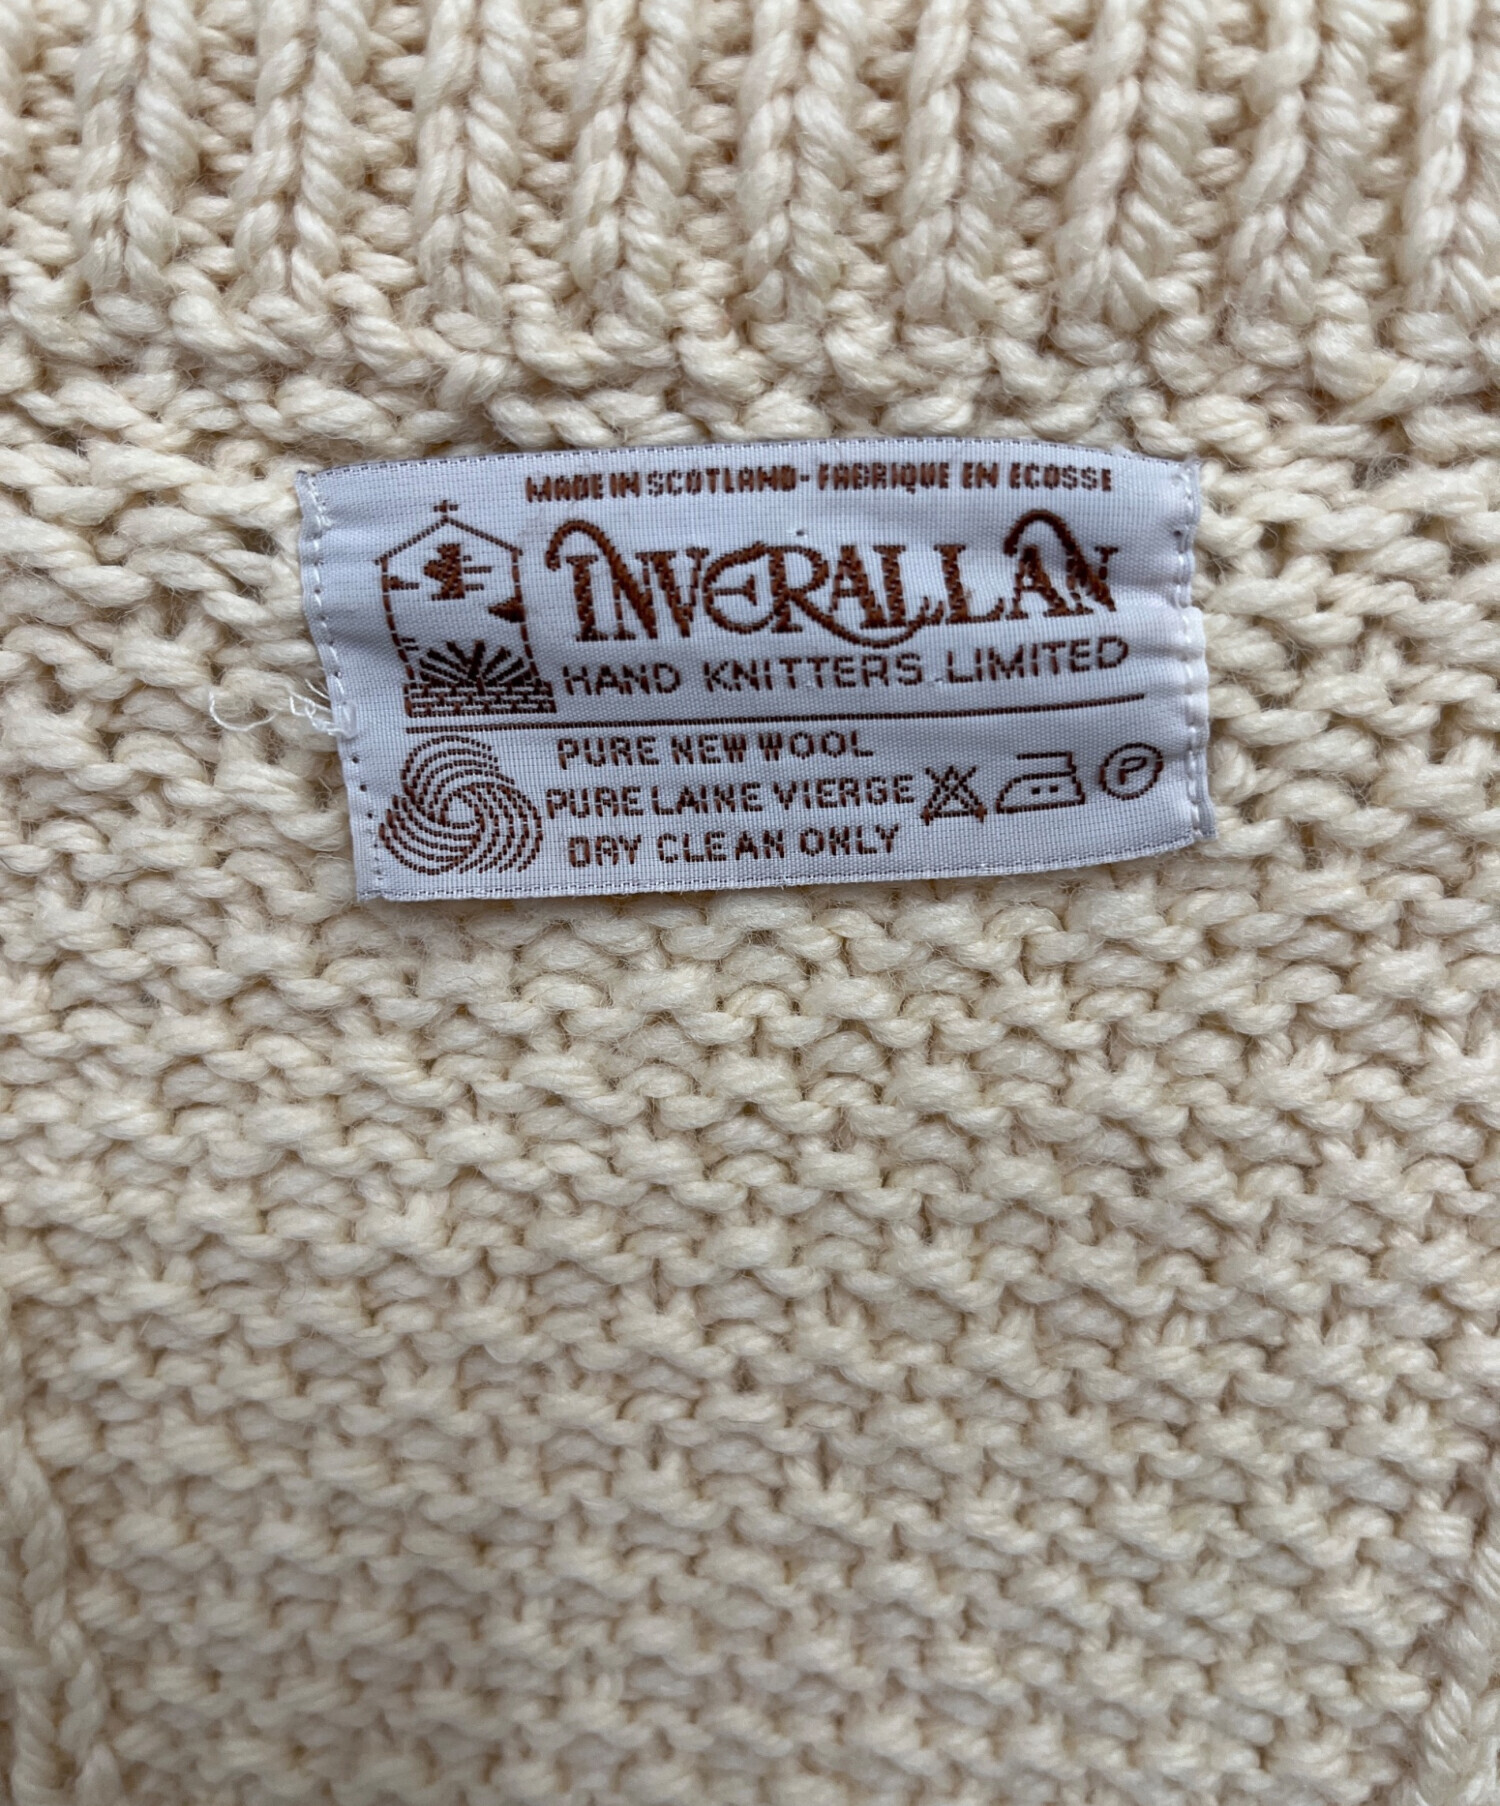 MADE IN SCOTLAND - FABRIQUE EN ECOSSE
INVERALLAN
HAND KNITTERS LIMITED
PURE NEW WOOL
PURE LAINE VIERGE
P
DRY CLEAN ONLY